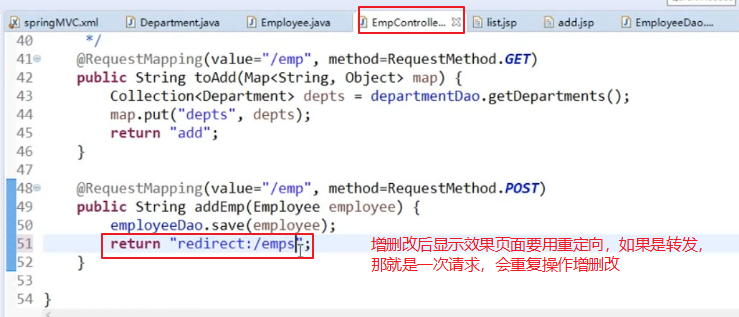 springMVC.xml Department.java Employee.java EmpControlle... list.jsp add.jsp EmployeeDao....
40 */
41 @RequestMapping(value="/emp", method=RequestMethod.GET)
42 public String toAdd(Map<String, Object> map) {
43 Collection<Department> depts = departmentDao.getDepartments();
44 map.put("depts", depts);
45 return "add";
46 }
47
48 @RequestMapping(value="/emp", method=RequestMethod.POST)
49 public String addEmp(Employee employee) {
50 employeeDao.save(employee);
51 return "redirect:/emps"; 增删改后显示效果页面要用重定向，如果是转发，
52 } 那就是一次请求，会重复操作增删改
53
54 }